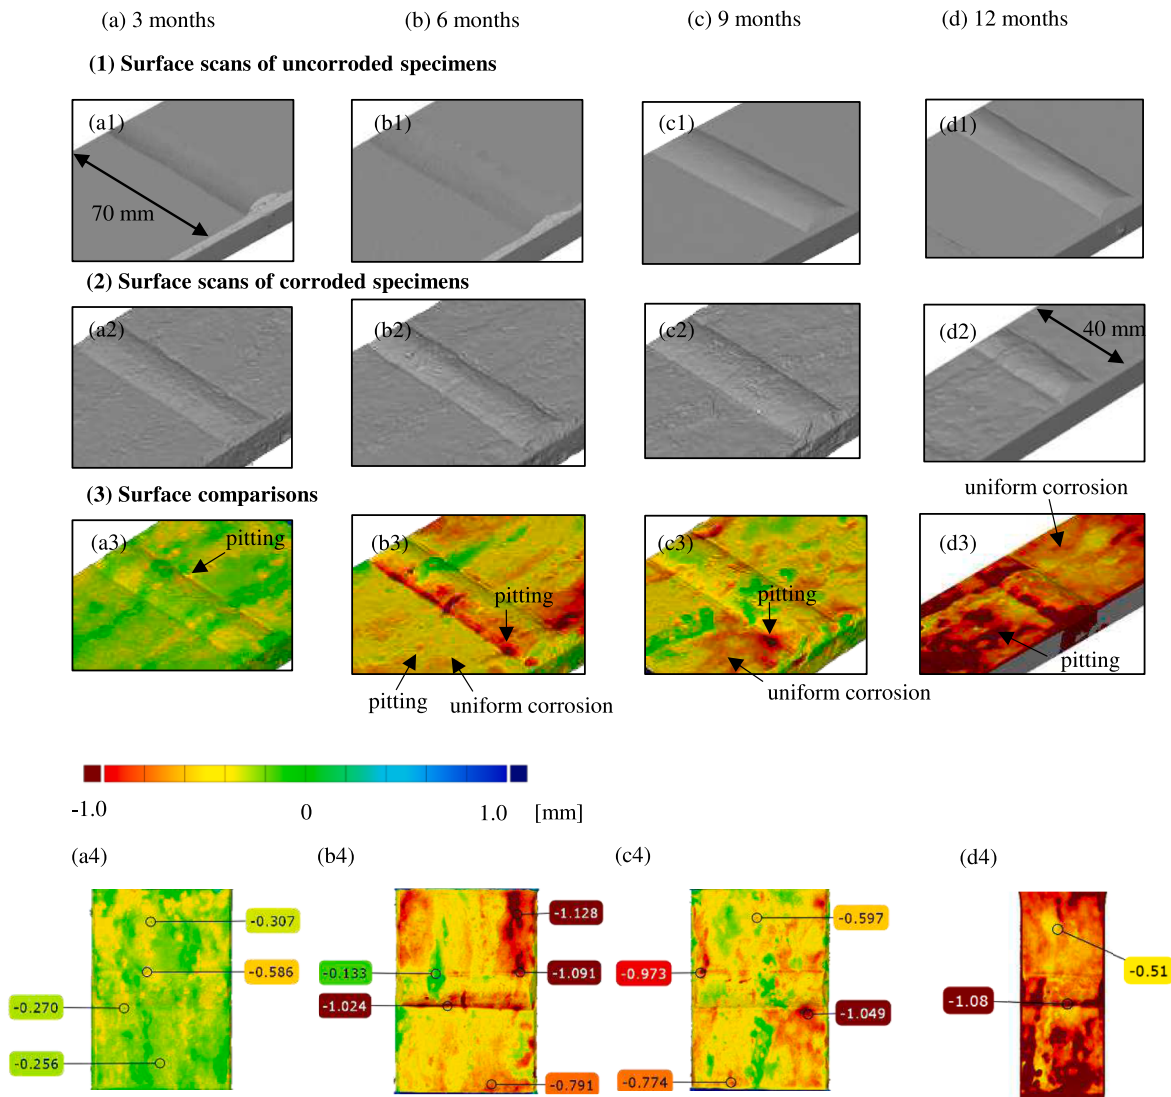 (a) 3 months (b) 6 months (c) 9 months (d) 12 months
(1) Surface scans of uncorroded specimens
(a1) (b1) (c1) (d1)
70 mm
(2) Surface scans of corroded specimens
(a2) (b2) (c2) (d2)
40 mm
(3) Surface comparisons
uniform corrosion
(a3) (b3) (c3) (d3)
pitting
pitting pitting
pitting
pitting uniform corrosion
uniform corrosion
-1.0 0 1.0 [mm]
(a4) (b4) (c4) (d4)
-0.307
-0.586
-0.270
-0.256
-1.128
-0.133
-1.091
-1.024
-0.791
-0.597
-0.973
-1.049
-0.774
-0.51
-1.08